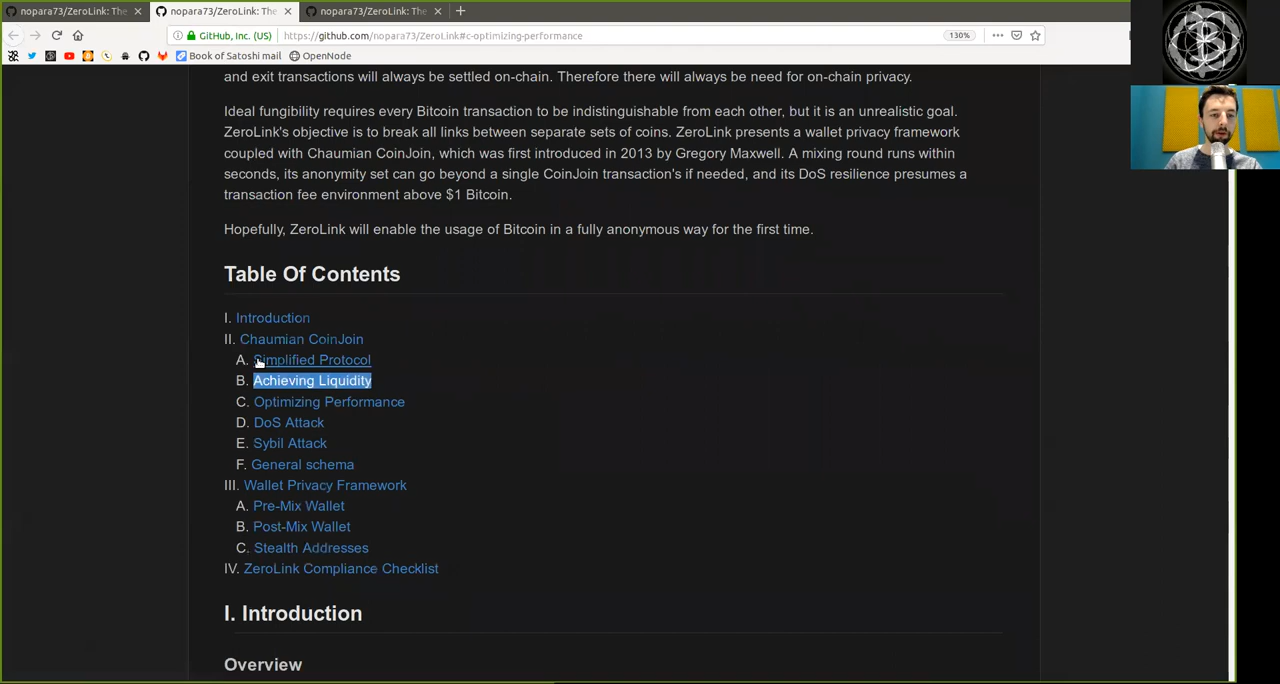 nopara73/ZeroLink: The
nopara73/ZeroLink: The
nopara73/ZeroLink: The
GitHub, Inc. (US)
https://github.com/nopara73/ZeroLink#c-optimizing-performance
130%
Book of Satoshi mail
OpenNode
and exit transactions will always be settled on-chain. Therefore there will always be need for on-chain privacy.
Ideal fungibility requires every Bitcoin transaction to be indistinguishable from each other, but it is an unrealistic goal.
ZeroLink's objective is to break all links between separate sets of coins. ZeroLink presents a wallet privacy framework
coupled with Chaumian CoinJoin, which was first introduced in 2013 by Gregory Maxwell. A mixing round runs within
seconds, its anonymity set can go beyond a single CoinJoin transaction's if needed, and its DoS resilience presumes a
transaction fee environment above $1 Bitcoin.
Hopefully, ZeroLink will enable the usage of Bitcoin in a fully anonymous way for the first time.
Table Of Contents
I. Introduction
II. Chaumian CoinJoin
A. Simplified Protocol
B. Achieving Liquidity
C. Optimizing Performance
D. DoS Attack
E. Sybil Attack
F. General schema
III. Wallet Privacy Framework
A. Pre-Mix Wallet
B. Post-Mix Wallet
C. Stealth Addresses
IV. ZeroLink Compliance Checklist
I. Introduction
Overview